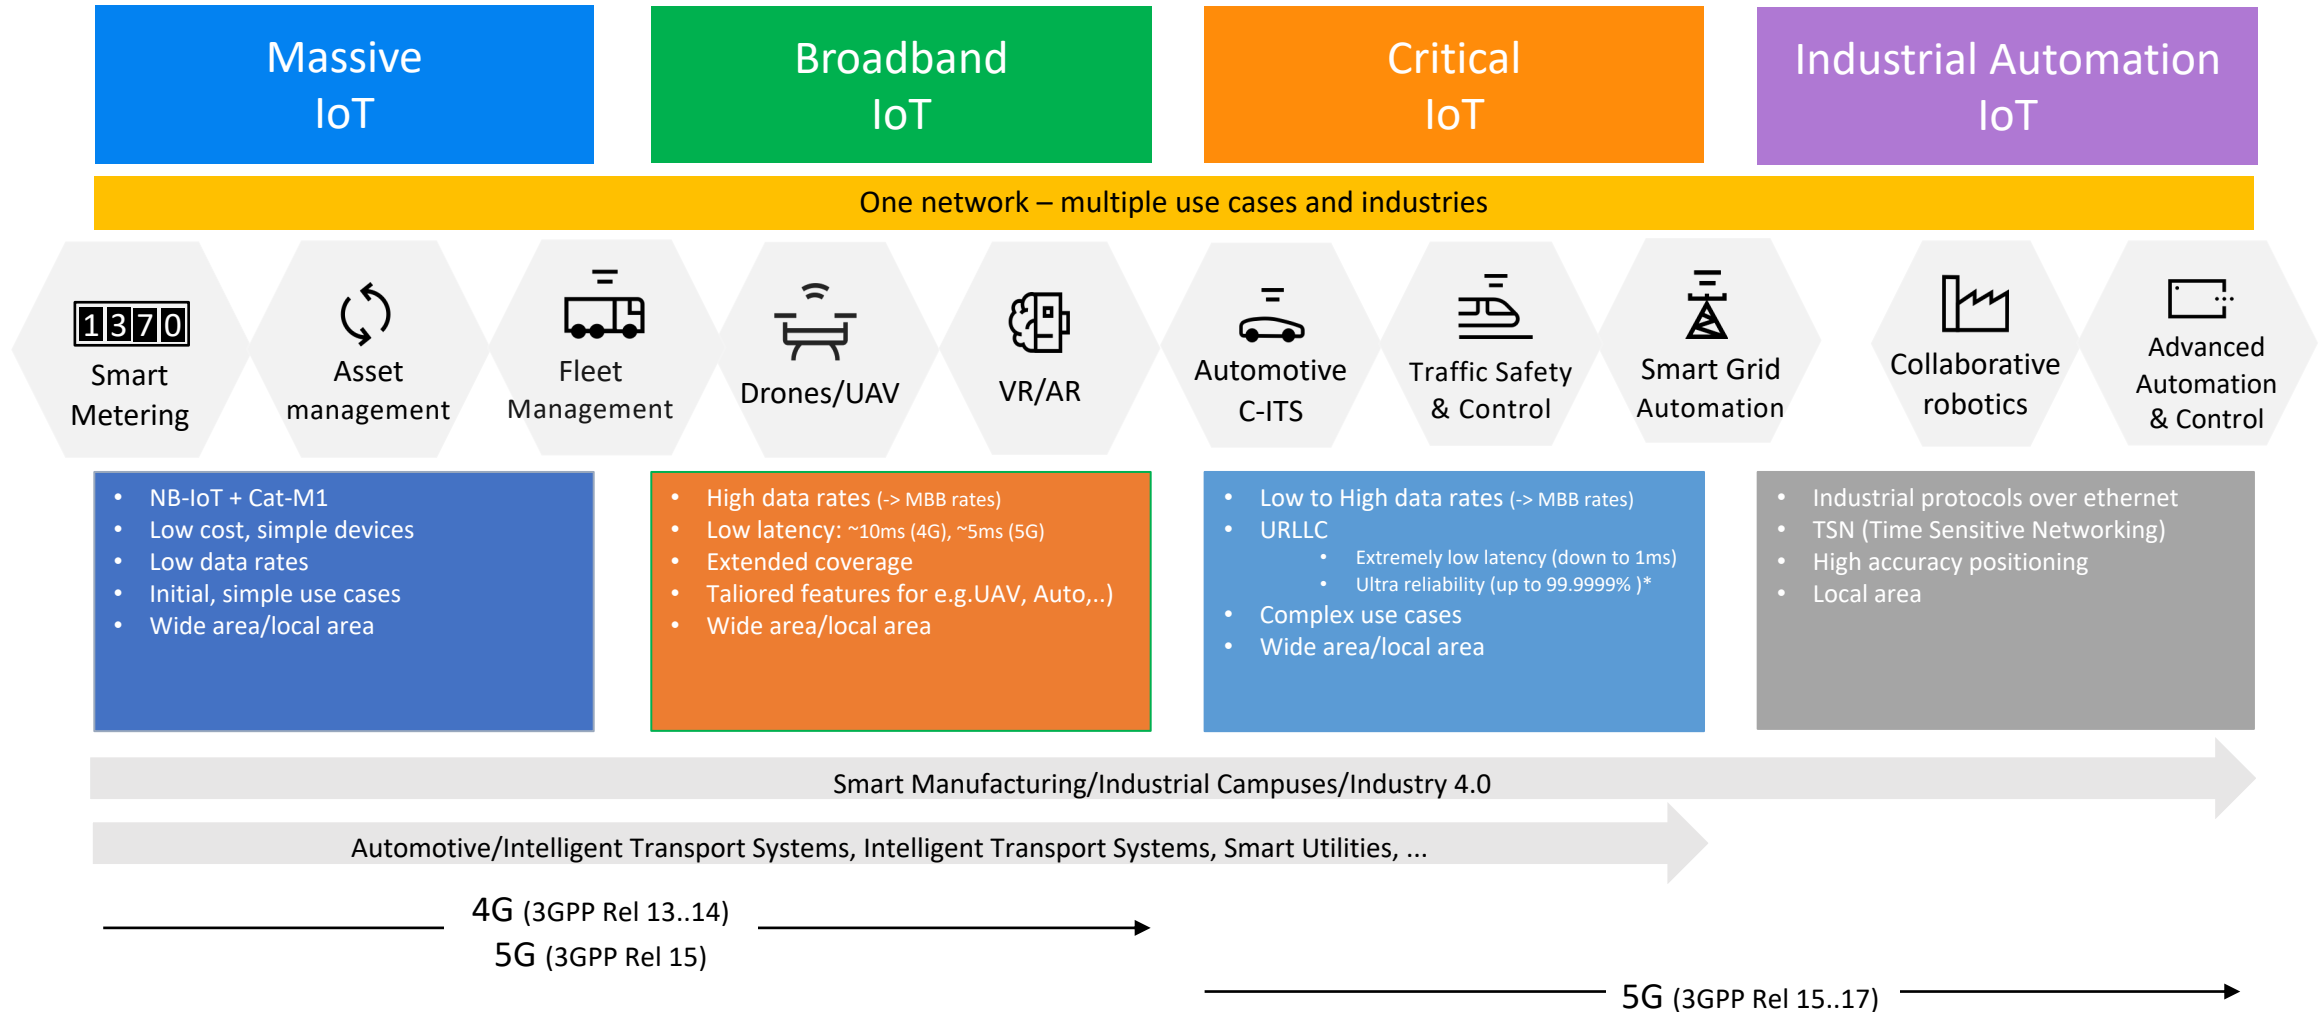 Massive
IoT
Broadband
IoT
Critical
IoT
Industrial Automation
IoT
One network – multiple use cases and industries
1370
Smart
Metering
Asset
management
Fleet
Management
Drones/UAV
VR/AR
Automotive
C-ITS
Traffic Safety
& Control
Smart Grid
Automation
Collaborative
robotics
Advanced
Automation
& Control
• NB-IoT + Cat-M1
• Low cost, simple devices
• Low data rates
• Initial, simple use cases
• Wide area/local area
• High data rates (-> MBB rates)
• Low latency: ~10ms (4G), ~5ms (5G)
• Extended coverage
• Taliored features for e.g.UAV, Auto,..)
• Wide area/local area
• Low to High data rates (-> MBB rates)
• URLLC
• Extremely low latency (down to 1ms)
• Ultra reliability (up to 99.9999% )*
• Complex use cases
• Wide area/local area
• Industrial protocols over ethernet
• TSN (Time Sensitive Networking)
• High accuracy positioning
• Local area
Smart Manufacturing/Industrial Campuses/Industry 4.0
Automotive/Intelligent Transport Systems, Intelligent Transport Systems, Smart Utilities, ...
4G (3GPP Rel 13..14)
5G (3GPP Rel 15)
5G (3GPP Rel 15..17)